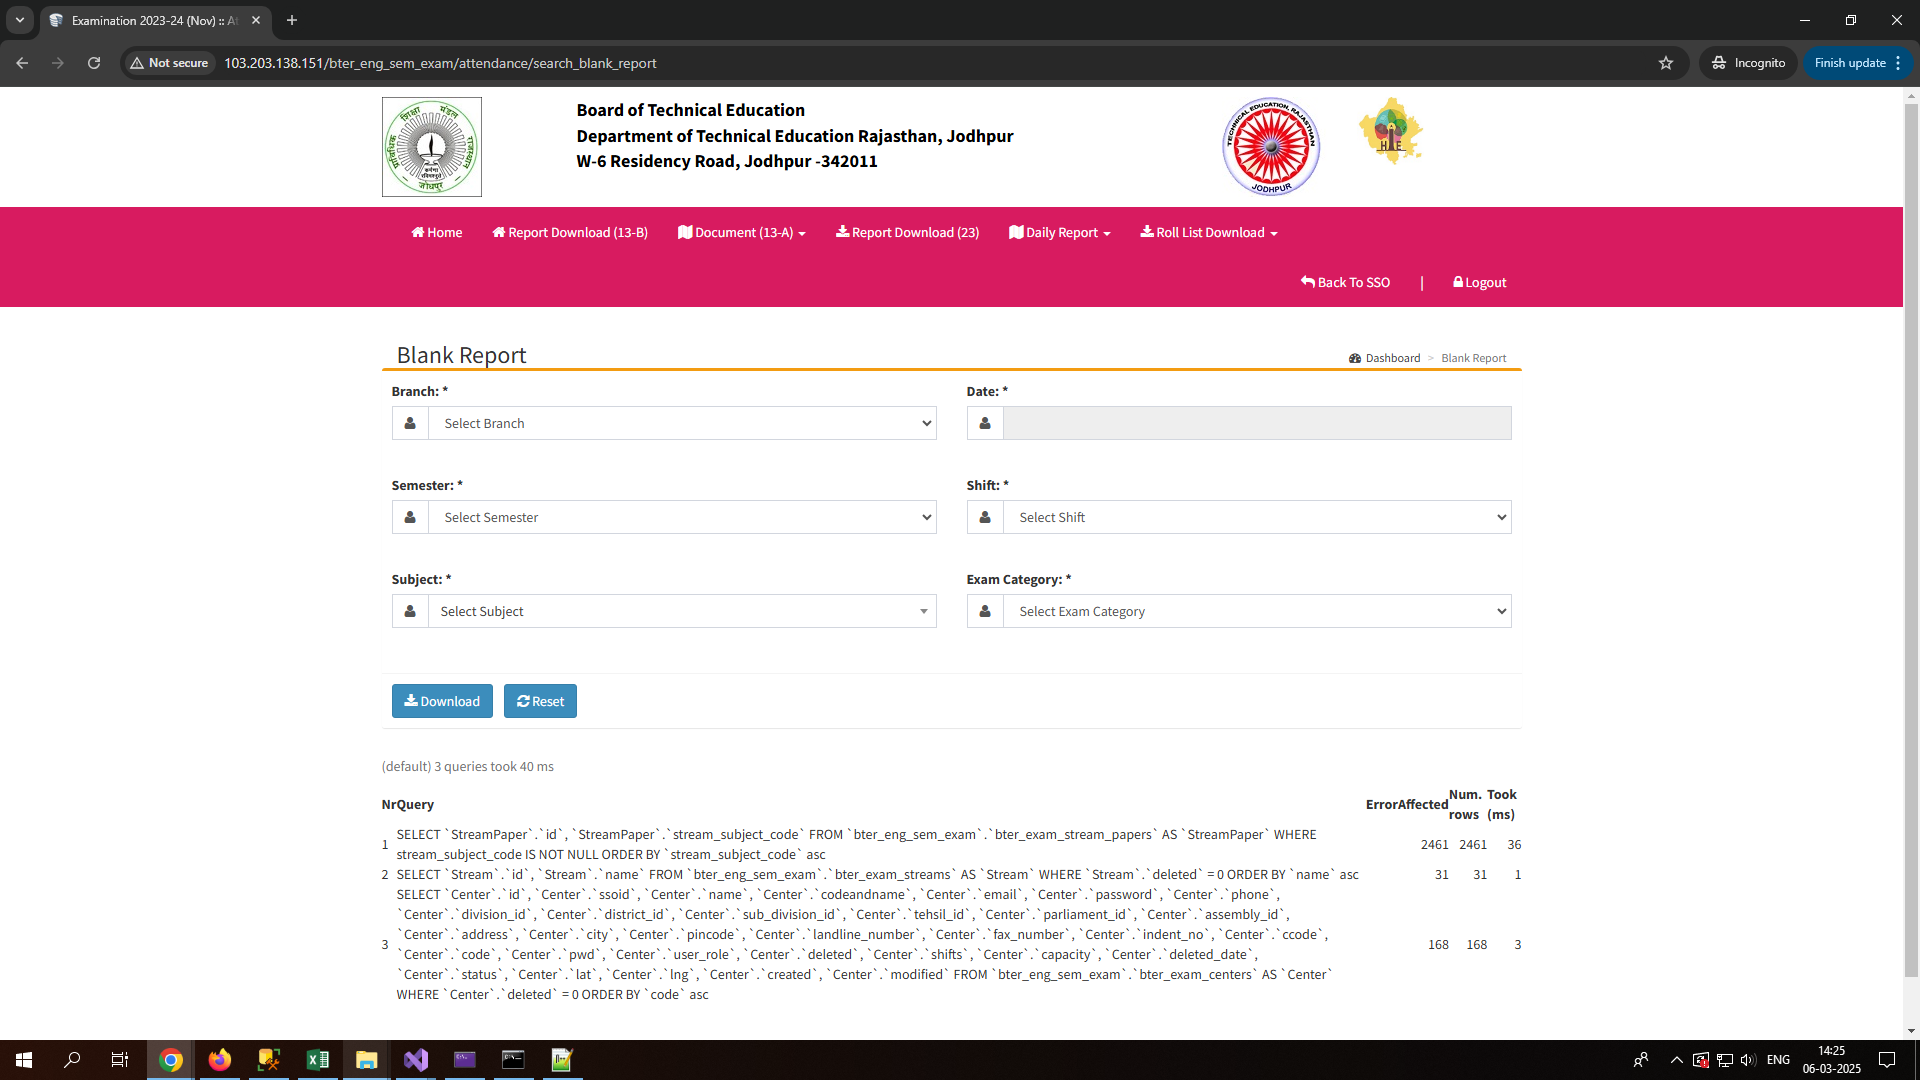 Examination 2023-24 (Nov) :: At
Not secure
103.203.138.151/bter_eng_sem_exam/attendance/search_blank_report
Incognito
Finish update
शिक्षा मंडल
जोधपुर
Board of Technical Education
Department of Technical Education Rajasthan, Jodhpur
W-6 Residency Road, Jodhpur -342011
TECHNICAL EDUCATION, RAJASTHAN
JODHPUR
HTE
Home
Report Download (13-B)
Document (13-A)
Report Download (23)
Daily Report
Roll List Download
Back To SSO
|
Logout
Blank Report
Dashboard > Blank Report
Branch: *
Date: *
Select Branch
Semester: *
Shift: *
Select Semester
Select Shift
Subject: *
Exam Category: *
Select Subject
Select Exam Category
Download
Reset
(default) 3 queries took 40 ms
Nr Query Error Affected Num. rows Took (ms)
1 SELECT `StreamPaper`.`id`, `StreamPaper`.`stream_subject_code` FROM `bter_eng_sem_exam`.`bter_exam_stream_papers` AS `StreamPaper` WHERE
stream_subject_code IS NOT NULL ORDER BY `stream_subject_code` asc 2461 2461 36
2 SELECT `Stream`.`id`, `Stream`.`name` FROM `bter_eng_sem_exam`.`bter_exam_streams` AS `Stream` WHERE `Stream`.`deleted` = 0 ORDER BY `name` asc 31 31 1
SELECT `Center`.`id`, `Center`.`ssoid`, `Center`.`name`, `Center`.`codeandname`, `Center`.`email`, `Center`.`password`, `Center`.`phone`,
`Center`.`division_id`, `Center`.`district_id`, `Center`.`sub_division_id`, `Center`.`tehsil_id`, `Center`.`parliament_id`, `Center`.`assembly_id`,
`Center`.`address`, `Center`.`city`, `Center`.`pincode`, `Center`.`landline_number`, `Center`.`fax_number`, `Center`.`indent_no`, `Center`.`ccode`,
3 `Center`.`code`, `Center`.`pwd`, `Center`.`user_role`, `Center`.`deleted`, `Center`.`shifts`, `Center`.`capacity`, `Center`.`deleted_date`, 168 168 3
`Center`.`status`, `Center`.`lat`, `Center`.`lng`, `Center`.`created`, `Center`.`modified` FROM `bter_eng_sem_exam`.`bter_exam_centers` AS `Center`
WHERE `Center`.`deleted` = 0 ORDER BY `code` asc
ENG
14:25
06-03-2025